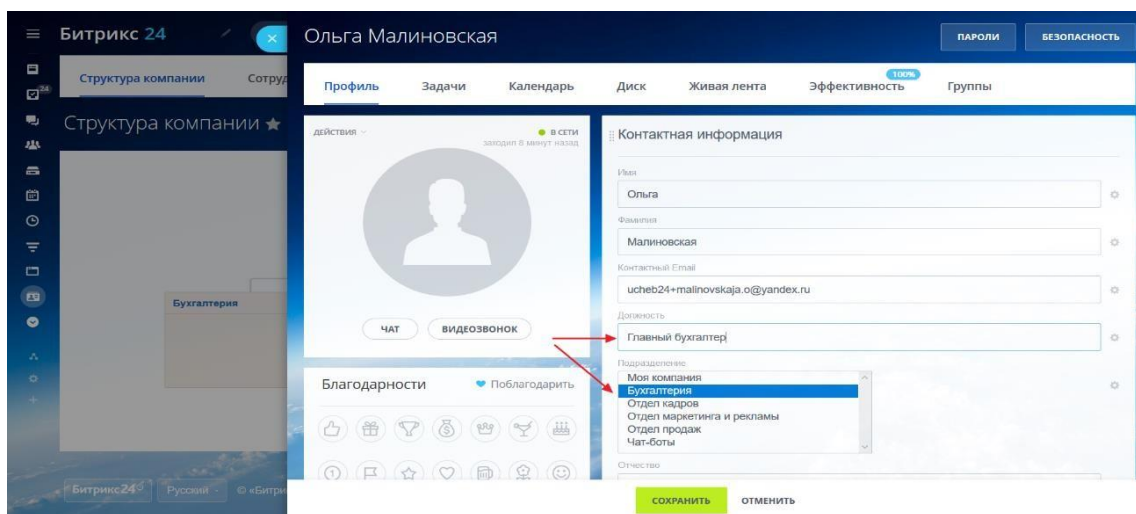 Битрикс 24
Ольга Малиновская
ПАРОЛИ
БЕЗОПАСНОСТЬ
Структура компании
Сотруд
24
Профиль
Задачи
Календарь
Диск
Живая лента
Эффективность
100%
Группы
Структура компании
действия
В СЕТИ
заходил 8 минут назад
ЧАТ
ВИДЕОЗВОНОК
Благодарности
Поблагодарить
Бухгалтерия
Контактная информация
Имя
Ольга
Фамилия
Малиновская
Контактный Email
ucheb24+malinovskaja.o@yandex.ru
Должность
Главный бухгалтер
Подразделение
Моя компания
Бухгалтерия
Отдел кадров
Отдел маркетинга и рекламы
Отдел продаж
Чат-боты
Отчество
Битрикс24
Русский
© «Битри
СОХРАНИТЬ
ОТМЕНИТЬ